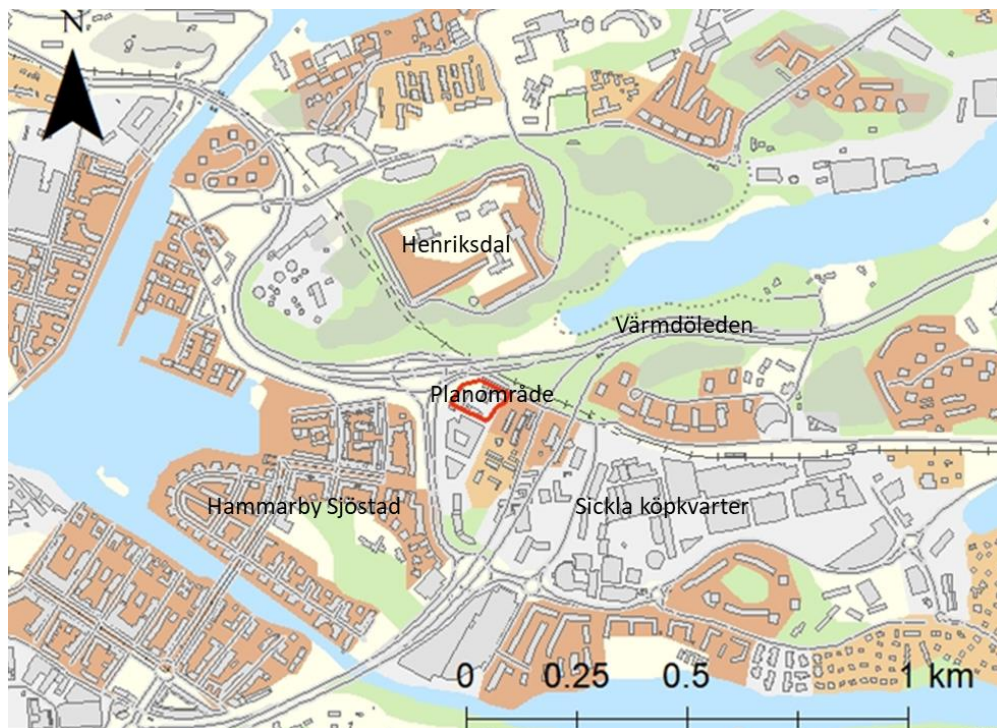 N
Henriksdal
Värmdöleden
Planområde
Hammarby Sjöstad
Sickla köpkvarter
0 0.25 0.5 1 km